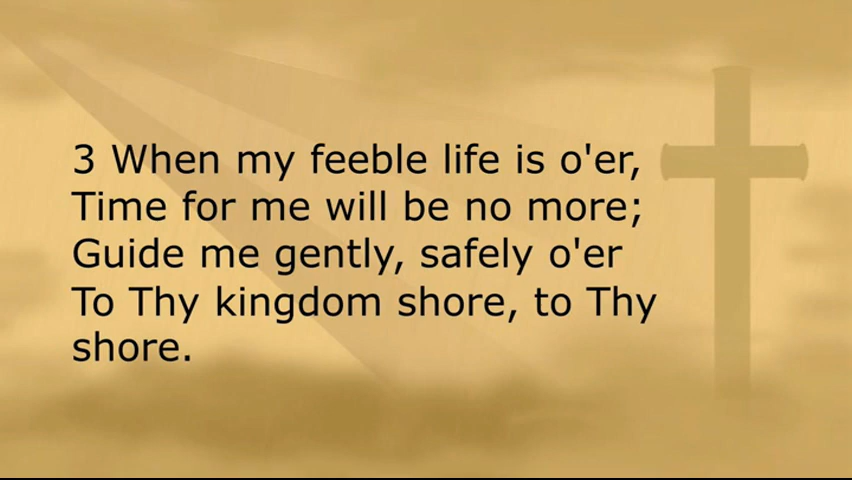 3 When my feeble life is o'er,
Time for me will be no more;
Guide me gently, safely o'er
To Thy kingdom shore, to Thy
shore.